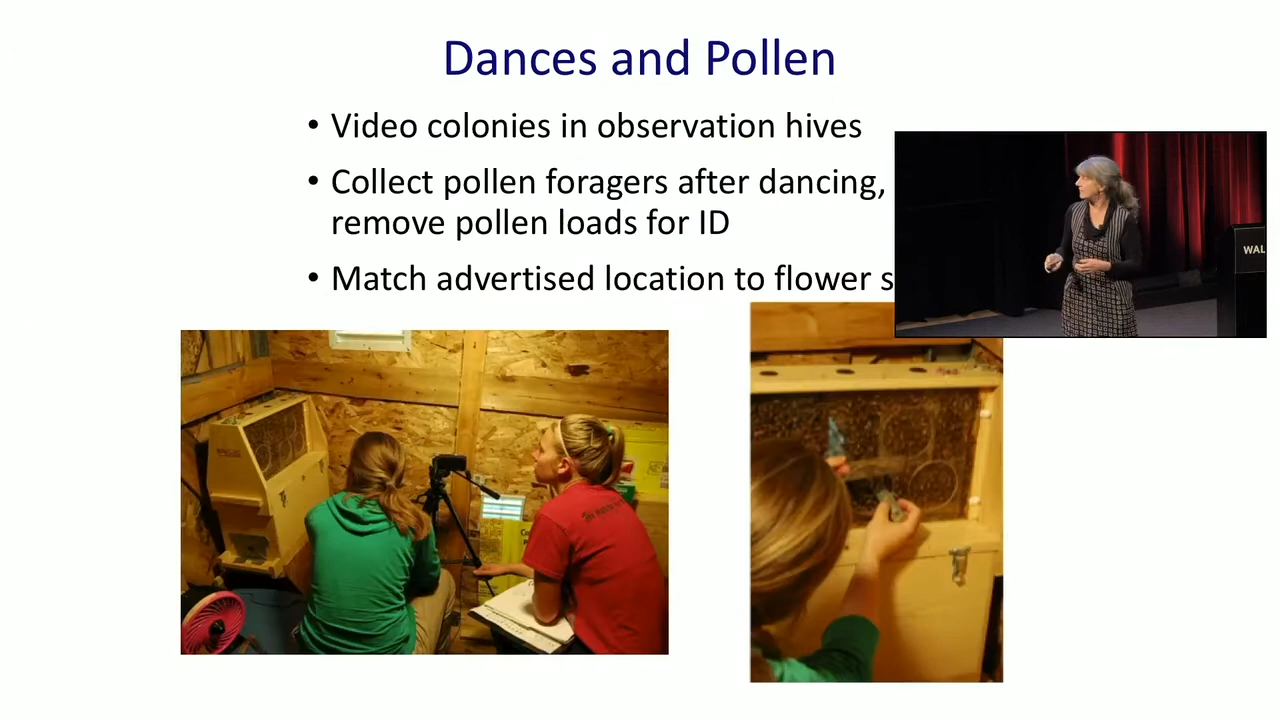 Dances and Pollen
• Video colonies in observation hives
• Collect pollen foragers after dancing,
remove pollen loads for ID
• Match advertised location to flower s
WAL